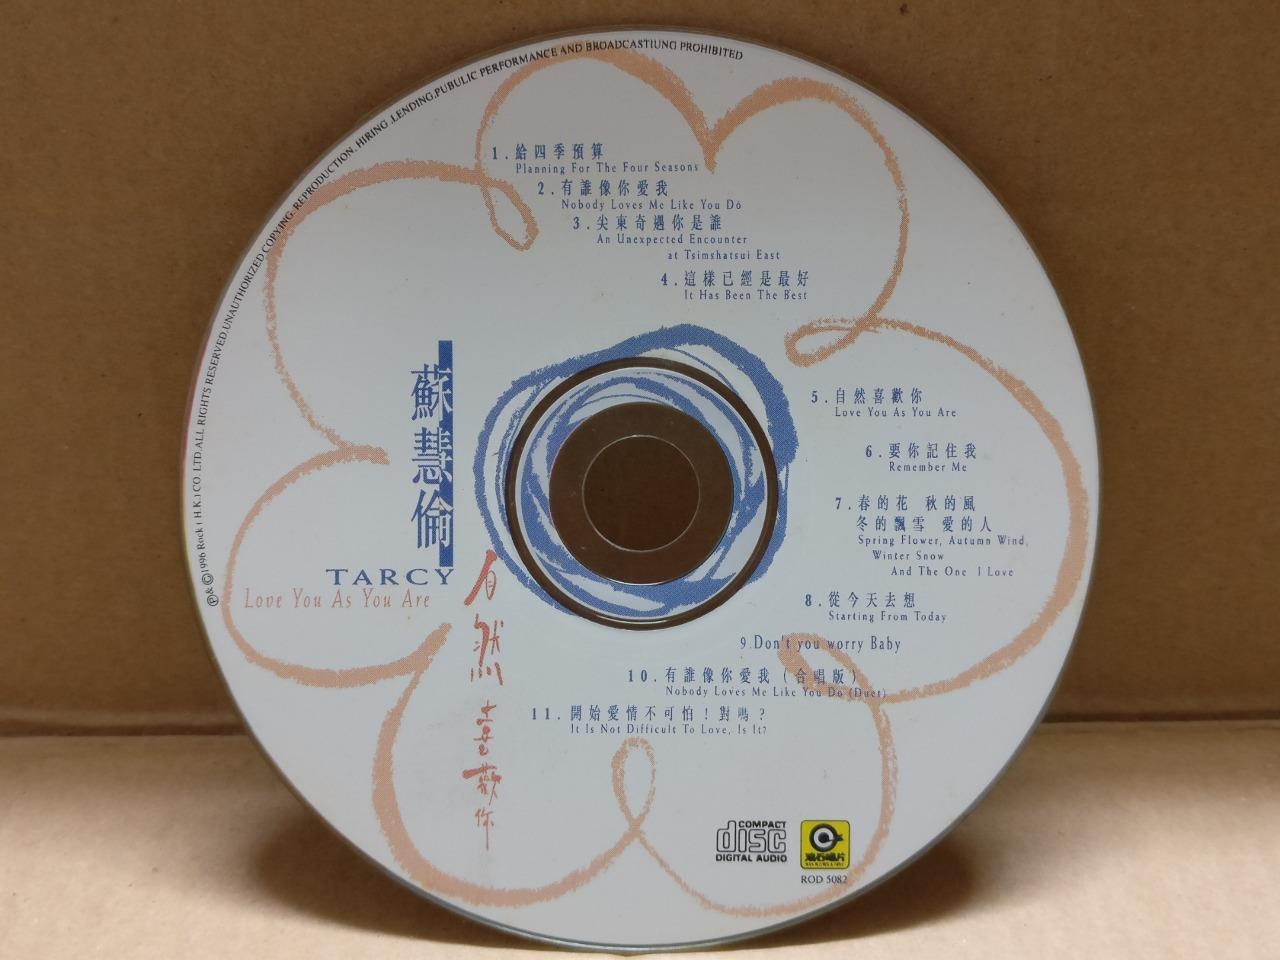 ℗&©1996 Rock ( H.K.) CO. LTD.ALL RIGHTS RESERVED.UNAUTHORIZED COPYING. REPRODUCTION. HIRING ,LENDING,PUBULIC PERFORMANCE AND BROADCASTIUNG PROHIBITED
1.給四季預算
Planning For The Four Seasons
2.有誰像你愛我
Nobody Loves Me Like You Do
3.尖東奇遇你是誰
An Unexpected Encounter
at Tsimshatsui East
4.這樣已經是最好
It Has Been The Best
蘇慧倫
TARCY
Love You As You Are
自然喜歡你
5.自然喜歡你
Love You As You Are
6.要你記住我
Remember Me
7.春的花 秋的風
冬的飄雪 愛的人
Spring Flower, Autumn Wind,
Winter Snow
And The One I Love
8.從今天去想
Starting From Today
9.Don't you worry Baby
10.有誰像你愛我(合唱版)
Nobody Loves Me Like You Do (Duet)
11.開始愛情不可怕!對嗎?
It Is Not Difficult To Love, Is It?
COMPACT
disc
DIGITAL AUDIO
滾石唱片
ROD 5082